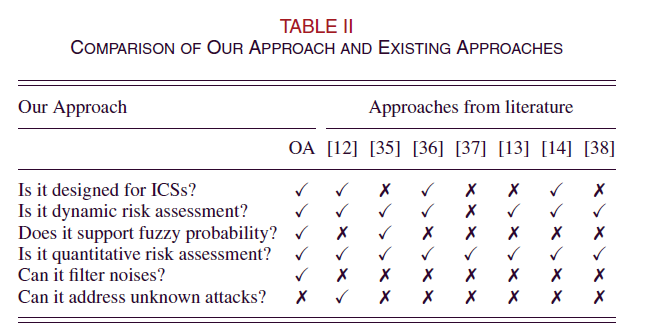 TABLE II
COMPARISON OF OUR APPROACH AND EXISTING APPROACHES
Our Approach Approaches from literature
OA [12] [35] [36] [37] [13] [14] [38]
Is it designed for ICSs? ✓ ✓ ✗ ✓ ✗ ✗ ✓ ✗
Is it dynamic risk assessment? ✓ ✓ ✓ ✓ ✗ ✓ ✓ ✓
Does it support fuzzy probability? ✓ ✗ ✓ ✗ ✗ ✗ ✗ ✗
Is it quantitative risk assessment? ✓ ✓ ✓ ✓ ✓ ✓ ✓ ✓
Can it filter noises? ✓ ✗ ✗ ✗ ✗ ✗ ✗ ✗
Can it address unknown attacks? ✗ ✓ ✗ ✗ ✗ ✗ ✗ ✗